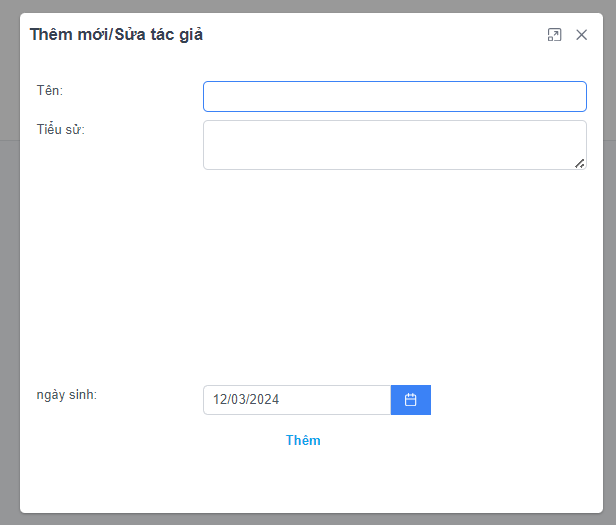 Thêm mới/Sửa tác giả
Tên:
Tiểu sử:
ngày sinh:
12/03/2024
Thêm